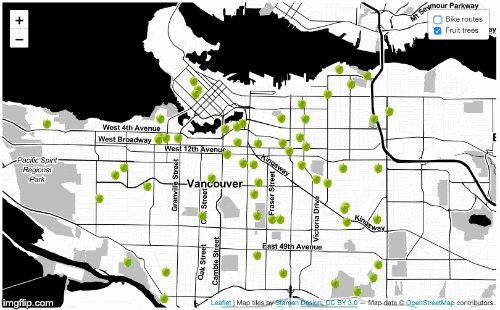 +
−
Mt Seymour Parkway
Bike routes
Fruit trees
West 4th Avenue
West Broadway
West 12th Avenue
Pacific Spirit
Regional
Park
Vancouver
Granville Street
Oak Street
Cambie Street
Fraser Street
Victoria Drive
Kingsway
Kingsway
East 49th Avenue
imgflip.com
Leaflet | Map tiles by Stamen Design, CC BY 3.0 — Map data © OpenStreetMap contributors.